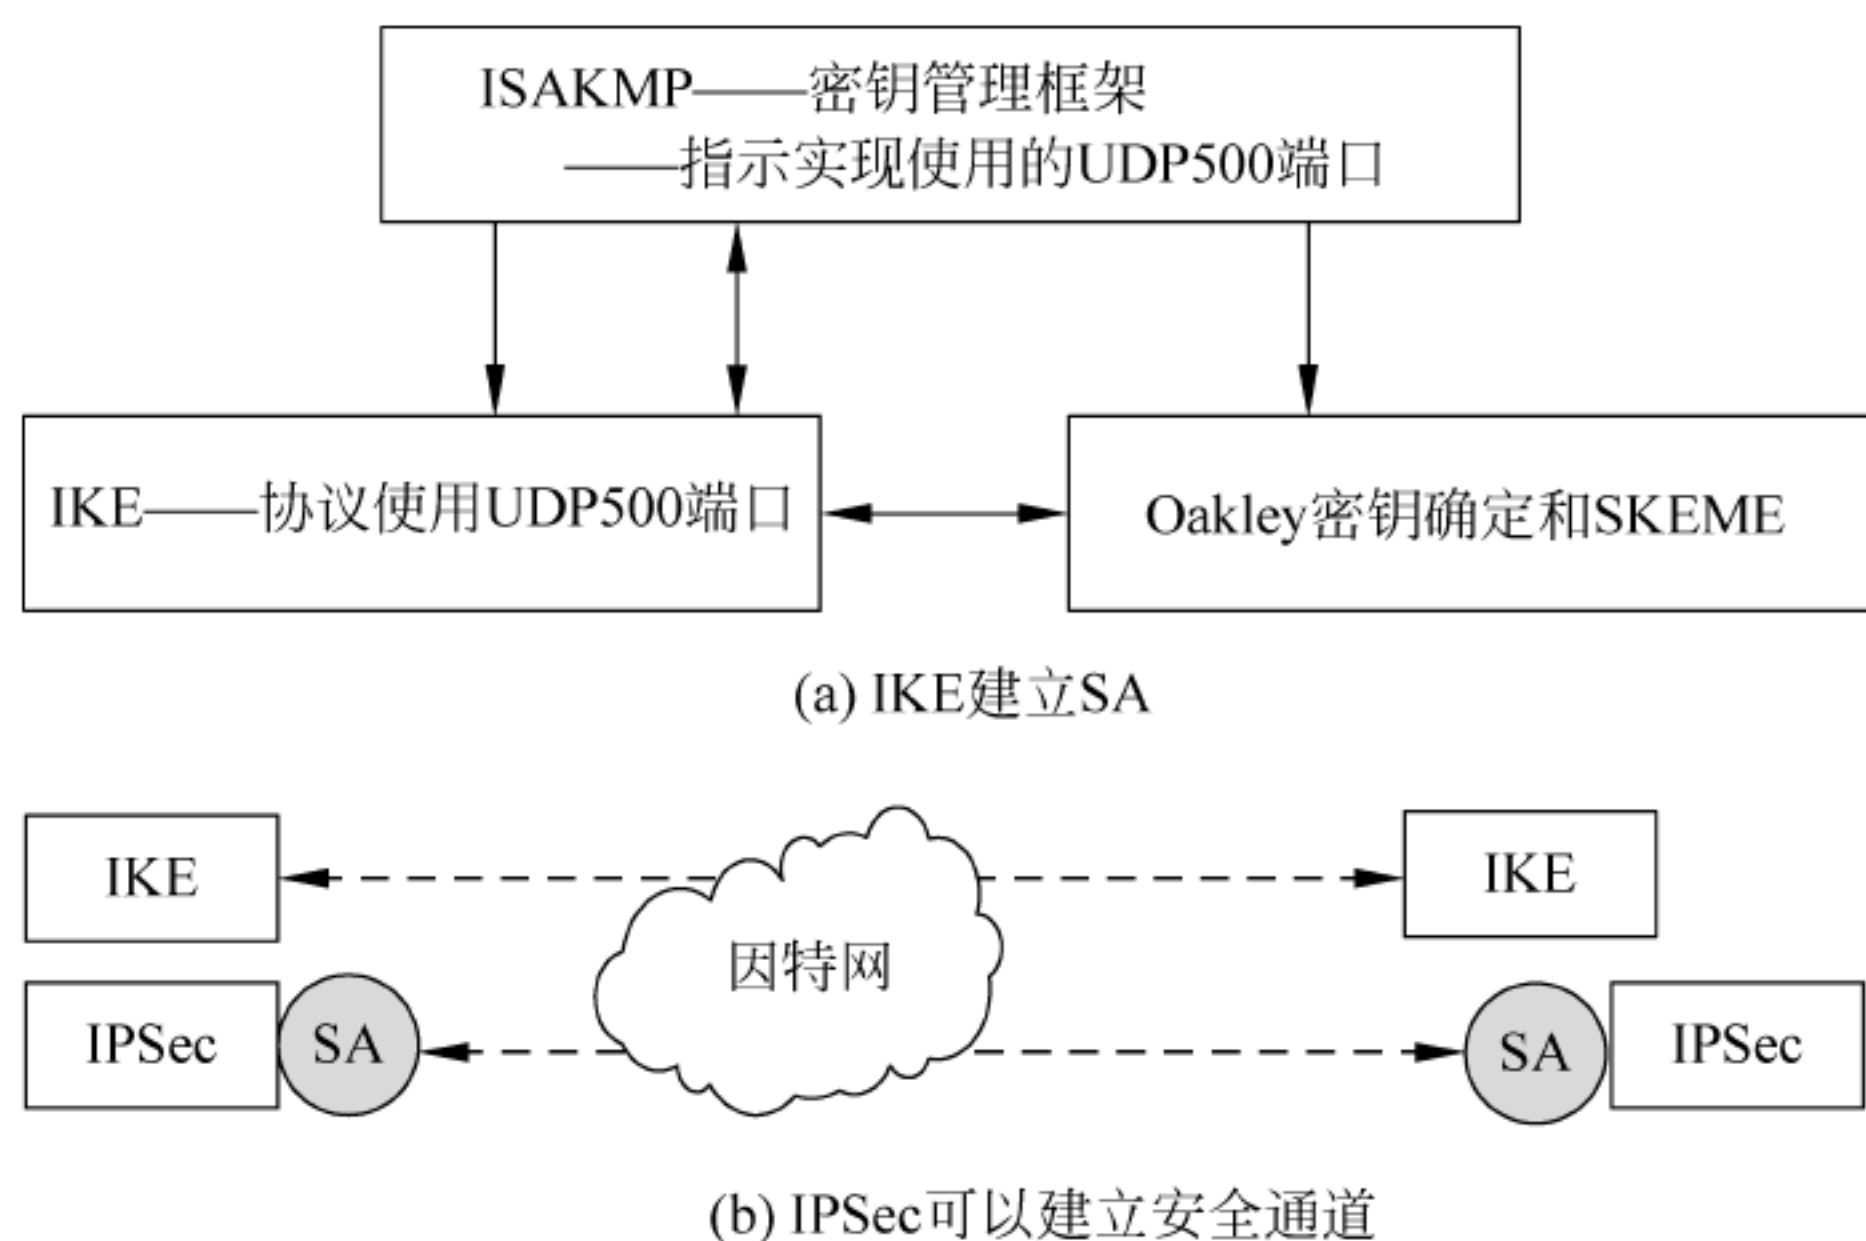 ISAKMP——密钥管理框架
——指示实现使用的UDP500端口
IKE——协议使用UDP500端口
Oakley密钥确定和SKEME
(a) IKE建立SA
IKE
IKE
因特网
IPSec
SA
SA
IPSec
(b) IPSec可以建立安全通道